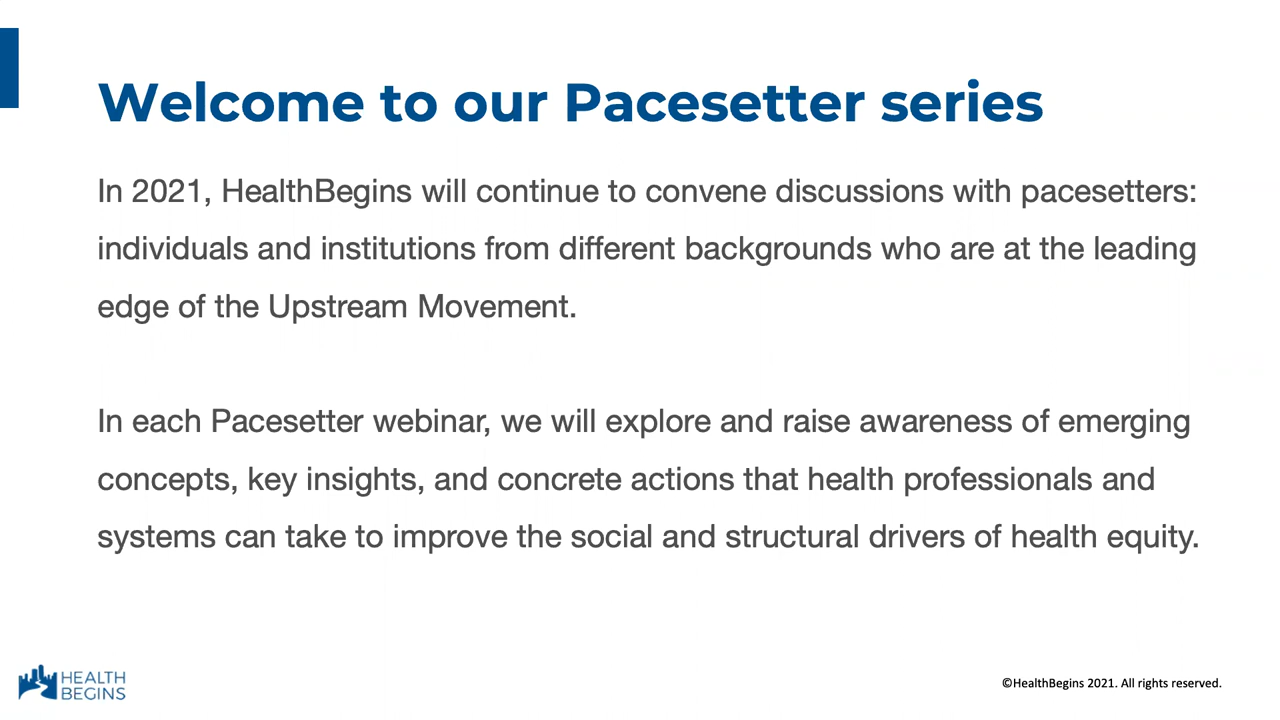 Welcome to our Pacesetter series
In 2021, HealthBegins will continue to convene discussions with pacesetters:
individuals and institutions from different backgrounds who are at the leading
edge of the Upstream Movement.
In each Pacesetter webinar, we will explore and raise awareness of emerging
concepts, key insights, and concrete actions that health professionals and
systems can take to improve the social and structural drivers of health equity.
HEALTH
BEGINS
©HealthBegins 2021. All rights reserved.